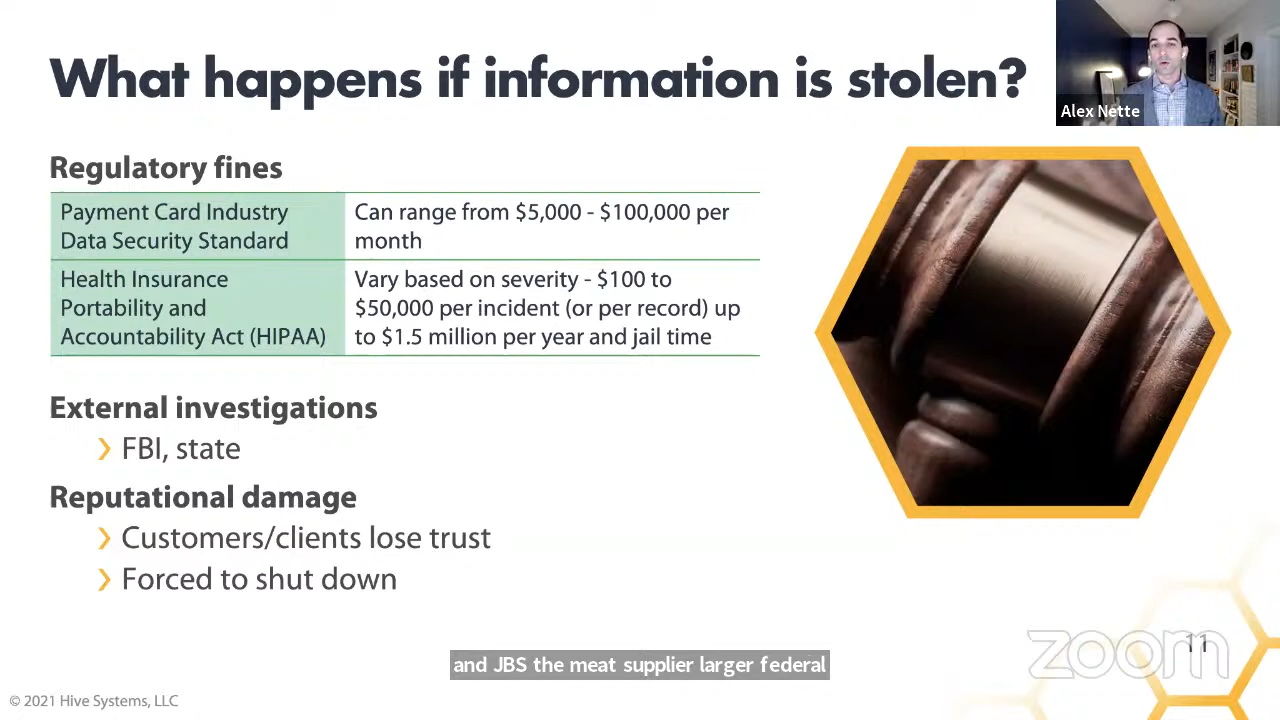 What happens if information is stolen?
Alex Nette
Regulatory fines
Payment Card Industry
Data Security Standard
Can range from $5,000 - $100,000 per
month
Health Insurance
Portability and
Accountability Act (HIPAA)
Vary based on severity - $100 to
$50,000 per incident (or per record) up
to $1.5 million per year and jail time
External investigations
❯ FBI, state
Reputational damage
❯ Customers/clients lose trust
❯ Forced to shut down
zoom
11
and JBS the meat supplier larger federal
© 2021 Hive Systems, LLC